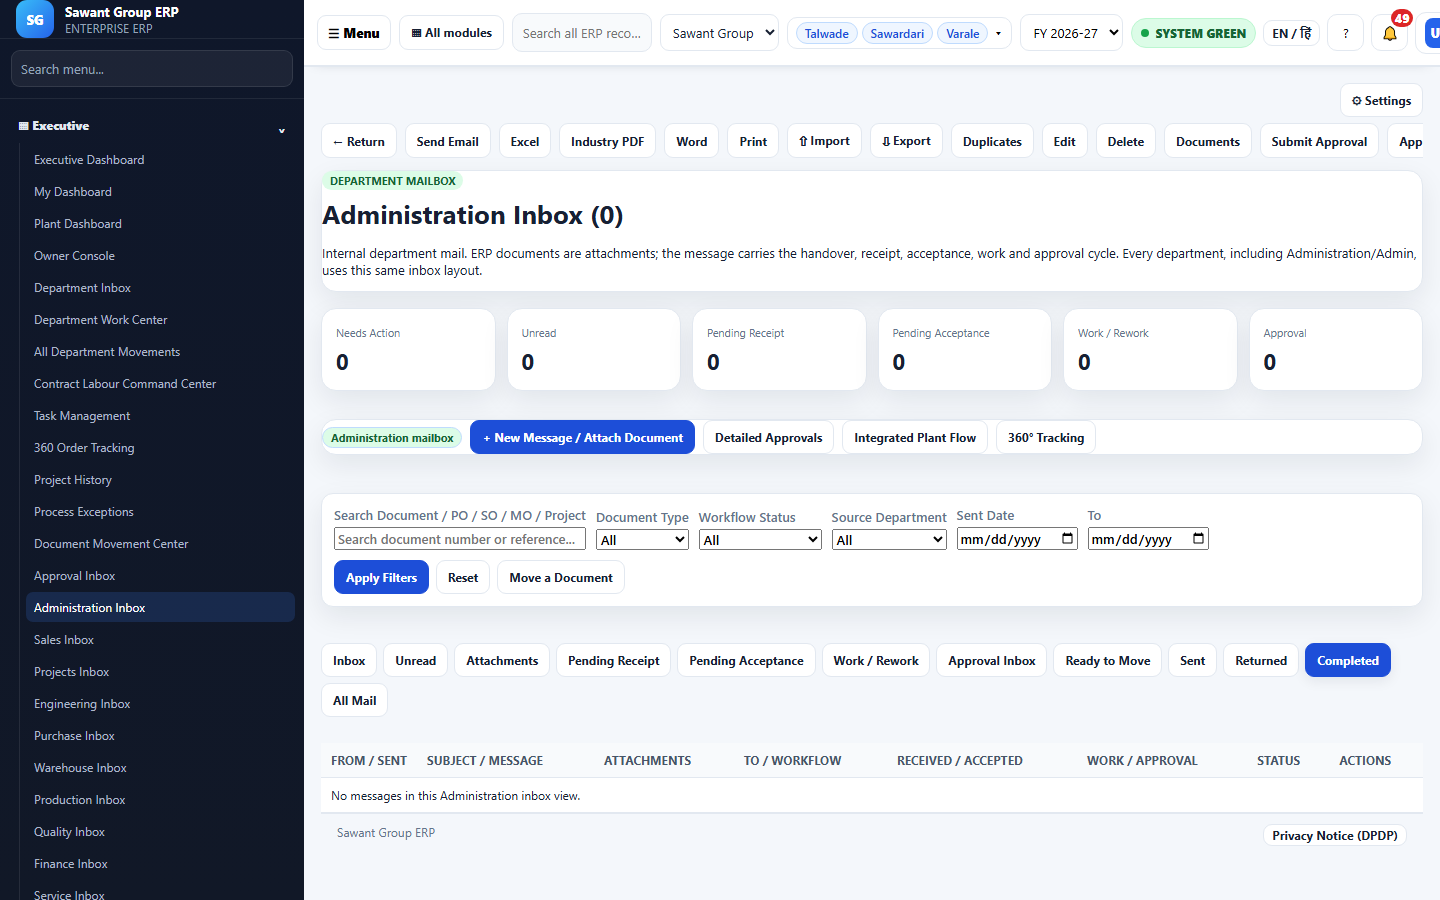 SG
Sawant Group ERP
ENTERPRISE ERP
Search menu...
Executive
Executive Dashboard
My Dashboard
Plant Dashboard
Owner Console
Department Inbox
Department Work Center
All Department Movements
Contract Labour Command Center
Task Management
360 Order Tracking
Project History
Process Exceptions
Document Movement Center
Approval Inbox
Administration Inbox
Sales Inbox
Projects Inbox
Engineering Inbox
Purchase Inbox
Warehouse Inbox
Production Inbox
Quality Inbox
Finance Inbox
Service Inbox
☰ Menu
All modules
Search all ERP reco...
Sawant Group
Talwade
Sawardari
Varale
FY 2026-27
SYSTEM GREEN
EN / हिं
?
49
U
⚙ Settings
← Return
Send Email
Excel
Industry PDF
Word
Print
⇧ Import
⇩ Export
Duplicates
Edit
Delete
Documents
Submit Approval
App
DEPARTMENT MAILBOX
Administration Inbox (0)
Internal department mail. ERP documents are attachments; the message carries the handover, receipt, acceptance, work and approval cycle. Every department, including Administration/Admin,
uses this same inbox layout.
Needs Action
0
Unread
0
Pending Receipt
0
Pending Acceptance
0
Work / Rework
0
Approval
0
Administration mailbox
+ New Message / Attach Document
Detailed Approvals
Integrated Plant Flow
360° Tracking
Search Document / PO / SO / MO / Project
Search document number or reference...
Document Type
All
Workflow Status
All
Source Department
All
Sent Date
mm/dd/yyyy
To
mm/dd/yyyy
Apply Filters
Reset
Move a Document
Inbox
Unread
Attachments
Pending Receipt
Pending Acceptance
Work / Rework
Approval Inbox
Ready to Move
Sent
Returned
Completed
All Mail
FROM / SENT
SUBJECT / MESSAGE
ATTACHMENTS
TO / WORKFLOW
RECEIVED / ACCEPTED
WORK / APPROVAL
STATUS
ACTIONS
No messages in this Administration inbox view.
Sawant Group ERP
Privacy Notice (DPDP)